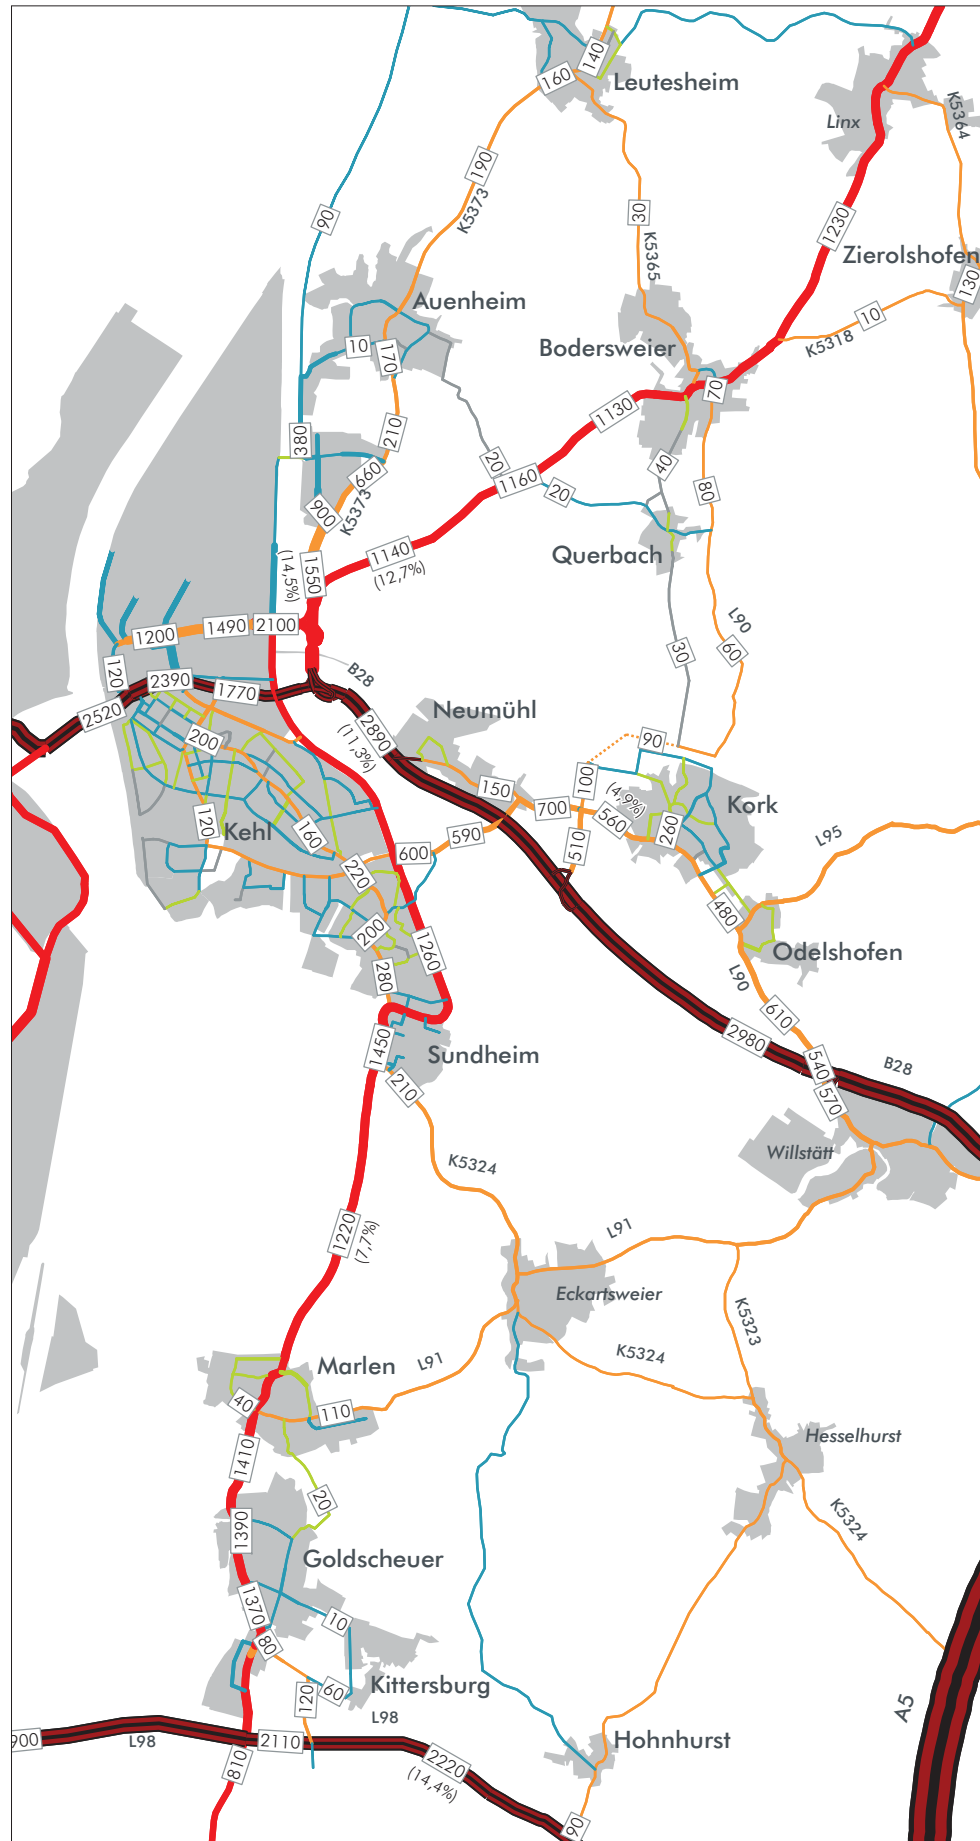 140
160
Leutesheim
Linx
K5364
190
K5373
90
30
K5365
1230
Zierolshofen
130
Auenheim
10
K5318
Bodersweier
10
170
70
1130
210
380
20
40
660
1160
20
80
900
K5373
1140
(12,7%)
Querbach
(14,5%)
1550
1200
1490
2100
L90
60
30
120
2390
1770
B28
2520
Neumühl
2890
(11,3%)
200
90
100
150
700
(4,9%)
560
Kork
120
Kehl
160
590
510
260
L95
600
220
480
200
1260
Odelshofen
280
L90
610
2980
1450
Sundheim
540
B28
210
570
Willstätt
K5324
1220
(7,7%)
L91
Eckartsweier
K5323
Marlen
L91
K5324
40
110
1410
Hesselhurst
20
1390
K5324
Goldscheuer
1370
10
80
60
Kittersburg
120
L98
A5
900
L98
2110
Hohnhurst
810
2220
(14,4%)
90